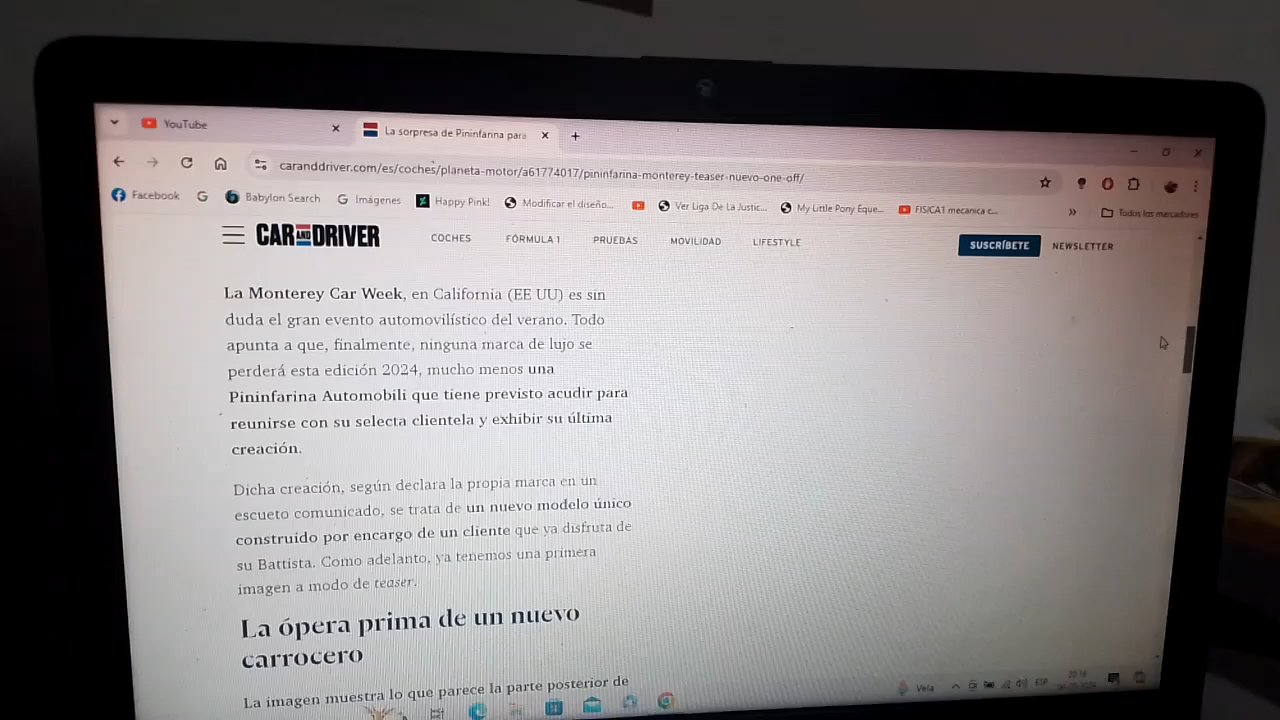 YouTube
La sorpresa de Pininfarina para
caranddriver.com/es/coches/planeta-motor/a61774017/pininfarina-monterey-teaser-nuevo-one-off/
Facebook
Babylon Search
Imágenes
Happy Pink!
Modificar el diseño...
Ver Liga De La Justic...
My Little Pony Eque...
FISICA1 mecanica c...
Todos los marcadores
CAR AND DRIVER
COCHES
FÓRMULA 1
PRUEBAS
MOVILIDAD
LIFESTYLE
SUSCRÍBETE
NEWSLETTER
La Monterey Car Week, en California (EE UU) es sin
duda el gran evento automovilístico del verano. Todo
apunta a que, finalmente, ninguna marca de lujo se
perderá esta edición 2024, mucho menos una
Pininfarina Automobili que tiene previsto acudir para
reunirse con su selecta clientela y exhibir su última
creación.
Dicha creación, según declara la propia marca en un
escueto comunicado, se trata de un nuevo modelo único
construido por encargo de un cliente que ya disfruta de
su Battista. Como adelanto, ya tenemos una primera
imagen a modo de teaser.
La ópera prima de un nuevo
carrocero
La imagen muestra lo que parece la parte posterior de
Vela
ESP